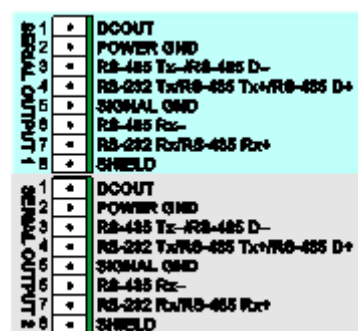 SERIAL OUTPUT 1
1 DCOUT
2 POWER GND
3 RS-485 Tx-/RS-485 D-
4 RS-232 Tx/RS-485 Tx+/RS-485 D+
5 SIGNAL GND
6 RS-485 Rx-
7 RS-232 Rx/RS-485 Rx+
8 SHIELD
SERIAL OUTPUT 2
1 DCOUT
2 POWER GND
3 RS-485 Tx-/RS-485 D-
4 RS-232 Tx/RS-485 Tx+/RS-485 D+
5 SIGNAL GND
6 RS-485 Rx-
7 RS-232 Rx/RS-485 Rx+
8 SHIELD